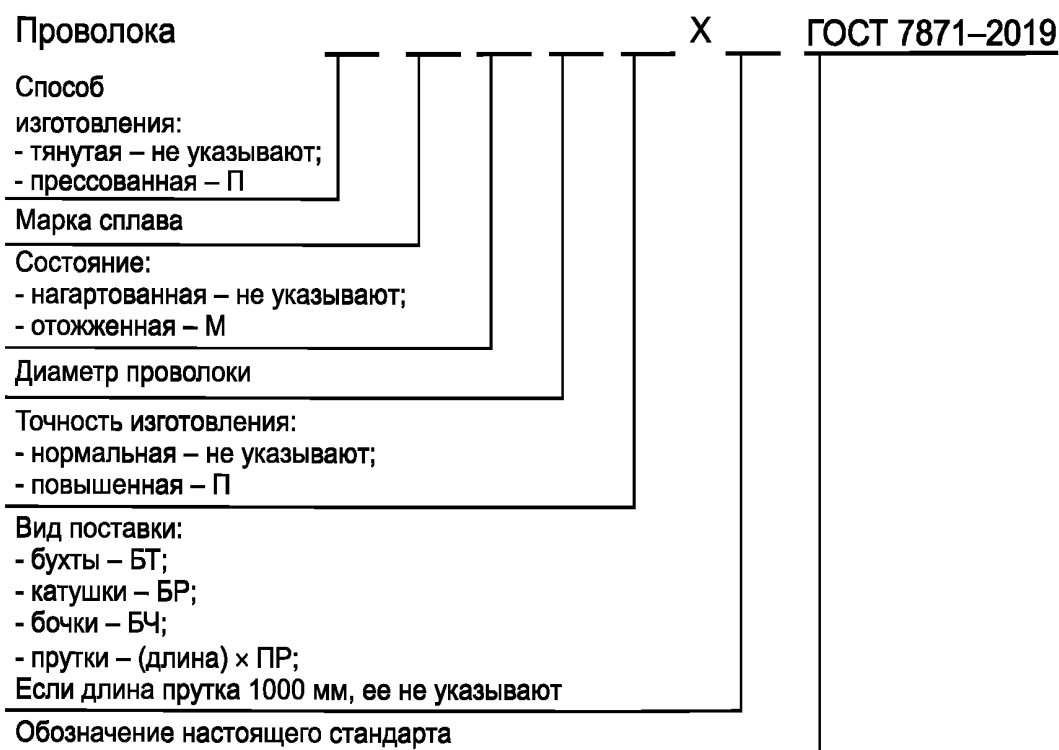 Проволока Х ГОСТ 7871–2019
Способ
изготовления:
- тянутая – не указывают;
- прессованная – П
Марка сплава
Состояние:
- нагартованная – не указывают;
- отожженная – М
Диаметр проволоки
Точность изготовления:
- нормальная – не указывают;
- повышенная – П
Вид поставки:
- бухты – БТ;
- катушки – БР;
- бочки – БЧ;
- прутки – (длина) × ПР;
Если длина прутка 1000 мм, ее не указывают
Обозначение настоящего стандарта